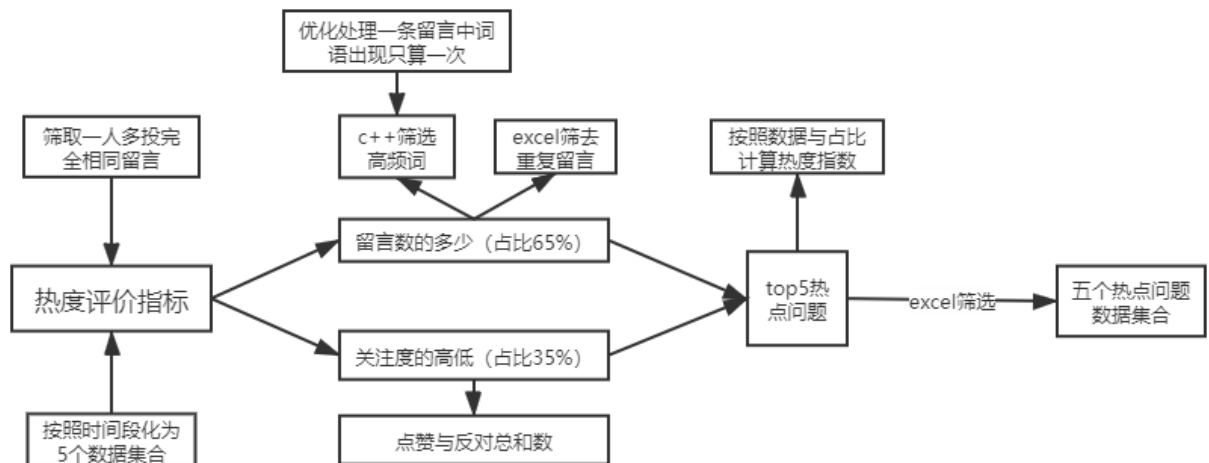 优化处理一条留言中词
语出现只算一次
筛取一人多投完
全相同留言
c++筛选
高频词
excel筛去
重复留言
按照数据与占比
计算热度指数
留言数的多少（占比65%）
热度评价指标
top5热
点问题
excel筛选
五个热点问题
数据集合
关注度的高低（占比35%）
按照时间段化为
5个数据集合
点赞与反对总和数